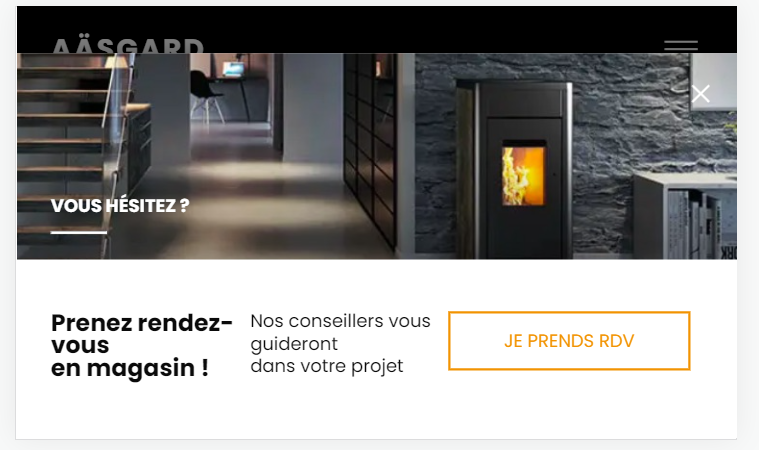 AÄSGARD
VOUS HÉSITEZ ?
Prenez rendez-
vous
en magasin !
Nos conseillers vous
guideront
dans votre projet
JE PRENDS RDV